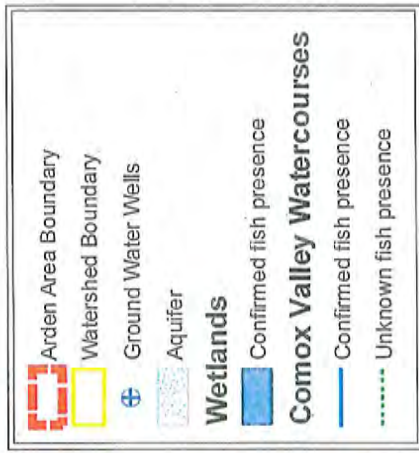 Arden Area Boundary
Watershed Boundary
Ground Water Wells
Aquifer
Wetlands
Confirmed fish presence
Comox Valley Watercourses
Confirmed fish presence
Unknown fish presence